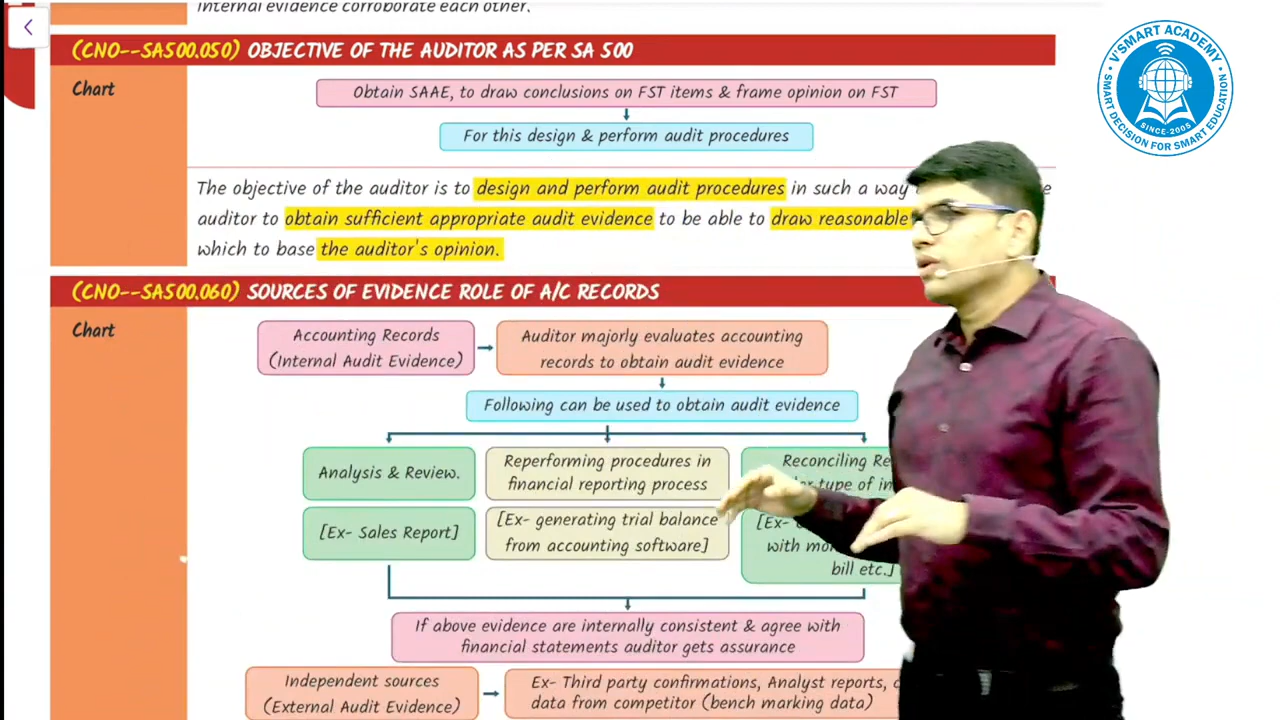 internal evidence corroborate each other.
(CNO--SA500.050) OBJECTIVE OF THE AUDITOR AS PER SA 500
Chart
Obtain SAAE, to draw conclusions on FST items & frame opinion on FST
For this design & perform audit procedures
The objective of the auditor is to design and perform audit procedures in such a way
auditor to obtain sufficient appropriate audit evidence to be able to draw reasonable
which to base the auditor's opinion.
(CNO--SA500.060) SOURCES OF EVIDENCE ROLE OF A/C RECORDS
Chart
Accounting Records
(Internal Audit Evidence)
Auditor majorly evaluates accounting
records to obtain audit evidence
Following can be used to obtain audit evidence
Analysis & Review.
[Ex- Sales Report]
Reperforming procedures in
financial reporting process
[Ex- generating trial balance
from accounting software]
Reconciling
type of
[Ex-
with
bill etc.]
If above evidence are internally consistent & agree with
financial statements auditor gets assurance
Independent sources
(External Audit Evidence)
Ex- Third party confirmations, Analyst reports,
data from competitor (bench marking data)
V'SMART ACADEMY
SMART DECISION FOR SMART EDUCATION
SINCE-2005